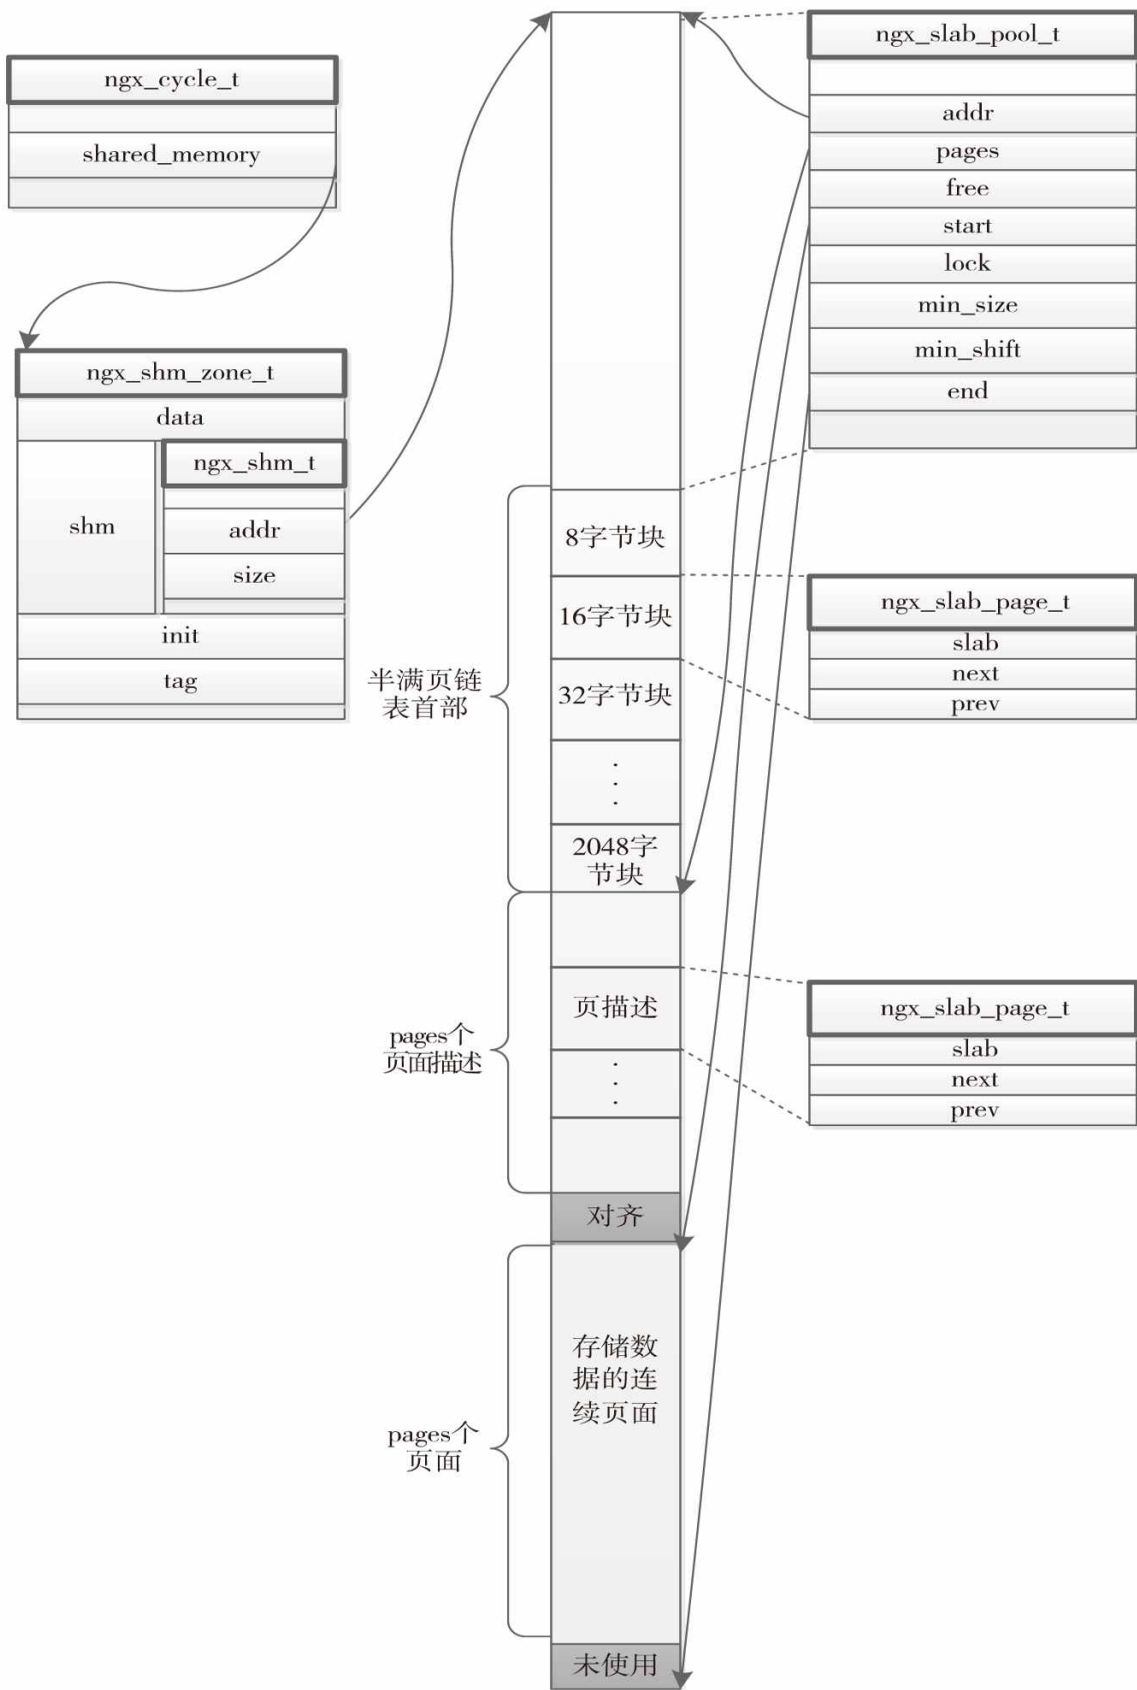 ngx_cycle_t
shared_memory
ngx_shm_zone_t
data
shm
ngx_shm_t
addr
size
init
tag
半满页链
表首部
8字节块
16字节块
32字节块
2048字
节块
pages个
页面描述
页描述
对齐
pages个
页面
存储数
据的连
续页面
未使用
ngx_slab_pool_t
addr
pages
free
start
lock
min_size
min_shift
end
ngx_slab_page_t
slab
next
prev
ngx_slab_page_t
slab
next
prev